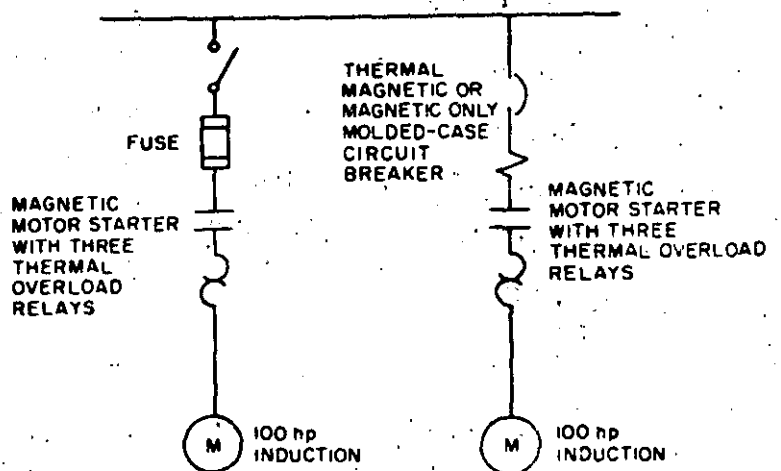 FUSE
MAGNETIC
MOTOR STARTER
WITH THREE
THERMAL
OVERLOAD
RELAYS
M
100 hp
INDUCTION
THERMAL
MAGNETIC OR
MAGNETIC ONLY
MOLDED-CASE
CIRCUIT
BREAKER
MAGNETIC
MOTOR STARTER
WITH THREE
THERMAL OVERLOAD
RELAYS
M
100 hp
INDUCTION